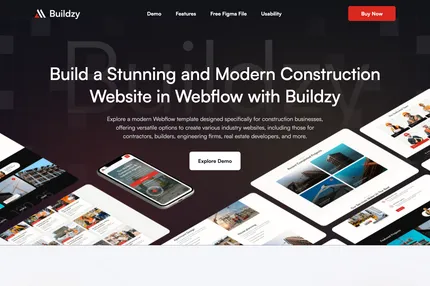 Buildzy
Demo
Features
Free Figma File
Usability
Buy Now
Buildzy
Build a Stunning and Modern Construction
Website in Webflow with Buildzy
Explore a modern Webflow template designed specifically for construction businesses,
offering versatile options to create various industry websites, including those for
contractors, builders, engineering firms, real estate developers, and more.
Explore Demo